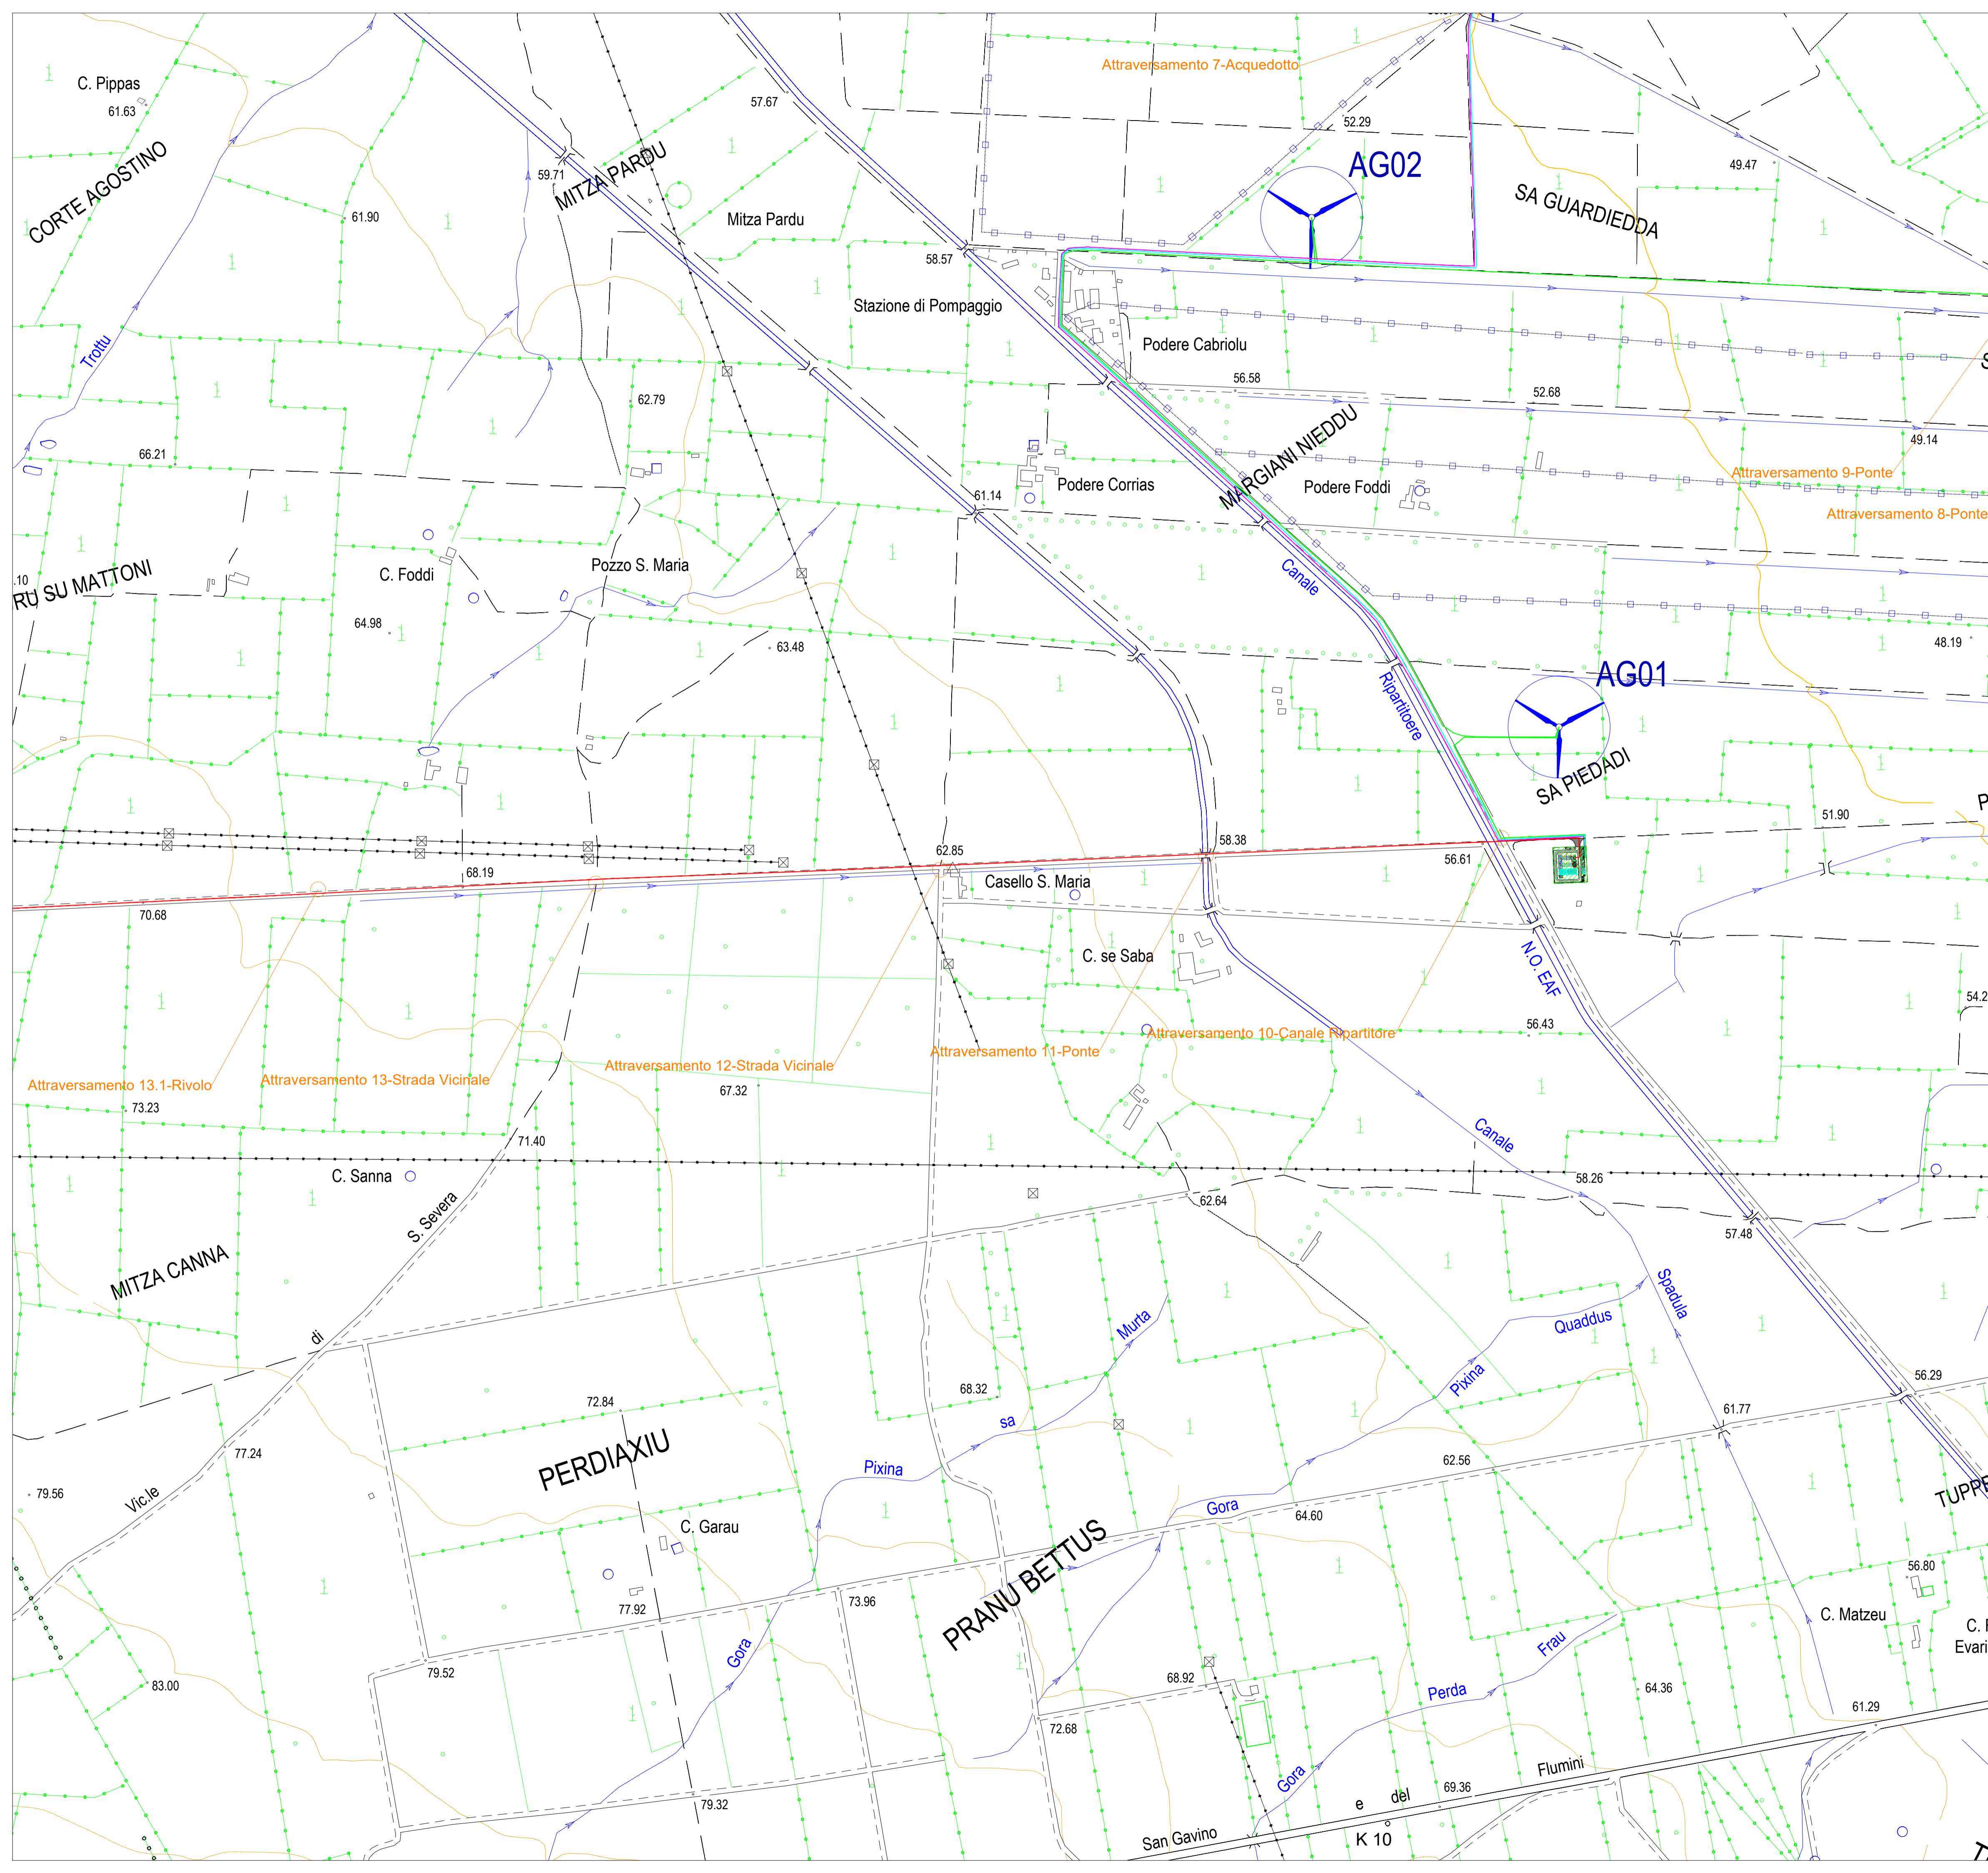 C. Pippas
61.63
CORTE AGOSTINO
61.90
Trottu
59.71
MITZA PARDU
Mitza Pardu
57.67
58.57
Stazione di Pompaggio
Attraversamento 7-Acquedotto
52.29
AG02
SA GUARDIEDDA
49.47
Podere Cabriolu
56.58
52.68
49.14
MARGIANI NIEDDU
Attraversamento 9-Ponte
Attraversamento 8-Ponte
62.79
66.21
61.14
Podere Corrias
Podere Foddi
.10
RU SU MATTONI
C. Foddi
Pozzo S. Maria
64.98
63.48
Canale
Ripartitoere
48.19
AG01
SA PIEDADI
51.90
58.38
56.61
62.85
Casello S. Maria
68.19
70.68
C. se Saba
N.O. EAF
54.2
56.43
Attraversamento 10-Canale Ripartitore
Attraversamento 11-Ponte
Attraversamento 12-Strada Vicinale
Attraversamento 13-Strada Vicinale
Attraversamento 13.1-Rivolo
67.32
73.23
71.40
C. Sanna
S. Severa
MITZA CANNA
di
Canale
58.26
62.64
57.48
Spadula
Quaddus
Pixina
Murta
sa
Pixina
68.32
72.84
PERDIAXIU
77.24
79.56
Vic.le
56.29
61.77
62.56
Gora
64.60
TUPPE
C. Garau
PRANU BETTUS
77.92
73.96
56.80
C. Matzeu
Evari
Gora
79.52
83.00
68.92
Frau
Perda
64.36
61.29
72.68
Gora
Flumini
69.36
del
e
79.32
San Gavino
K 10